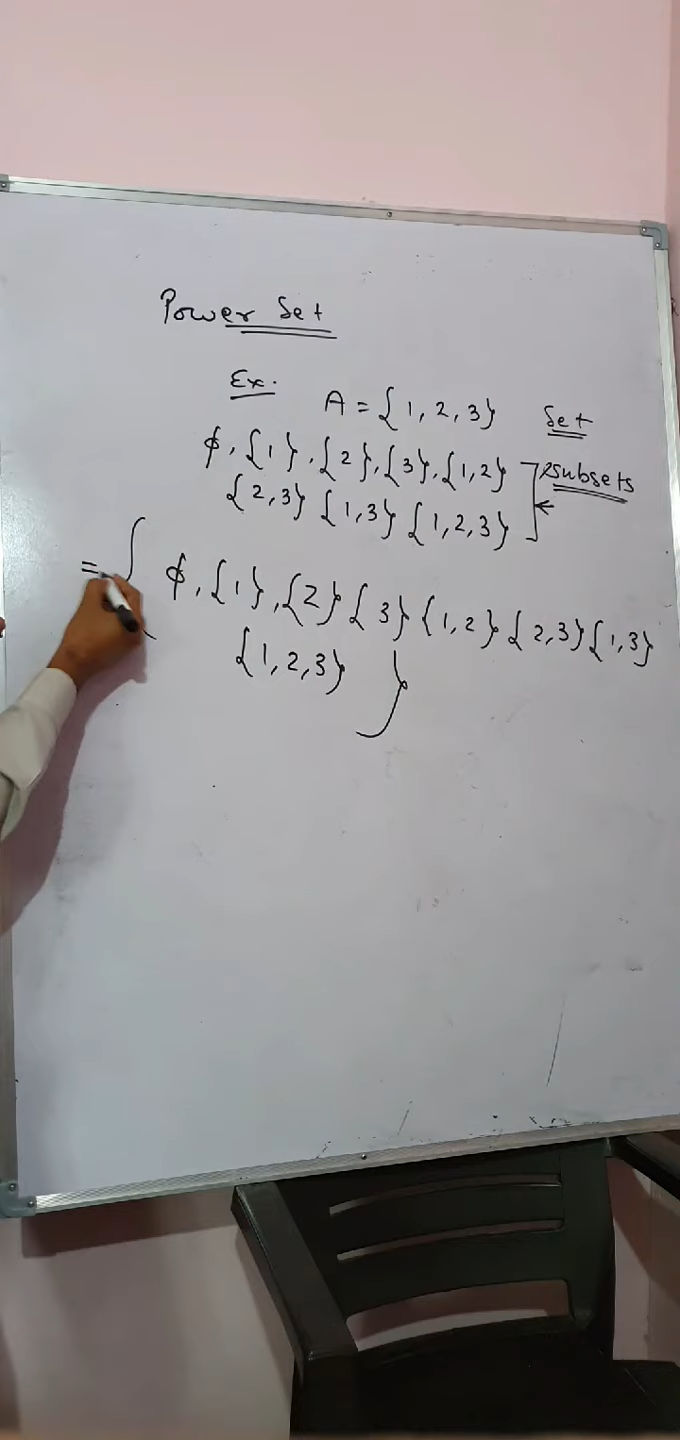 Power Set
Ex. A = {1, 2, 3} Set
ϕ, {1}, {2}, {3}, {1,2} subsets
{2,3} {1,3} {1,2,3}
= { ϕ, {1}, {2} {3} {1,2} {2,3} {1,3}
{1,2,3} }